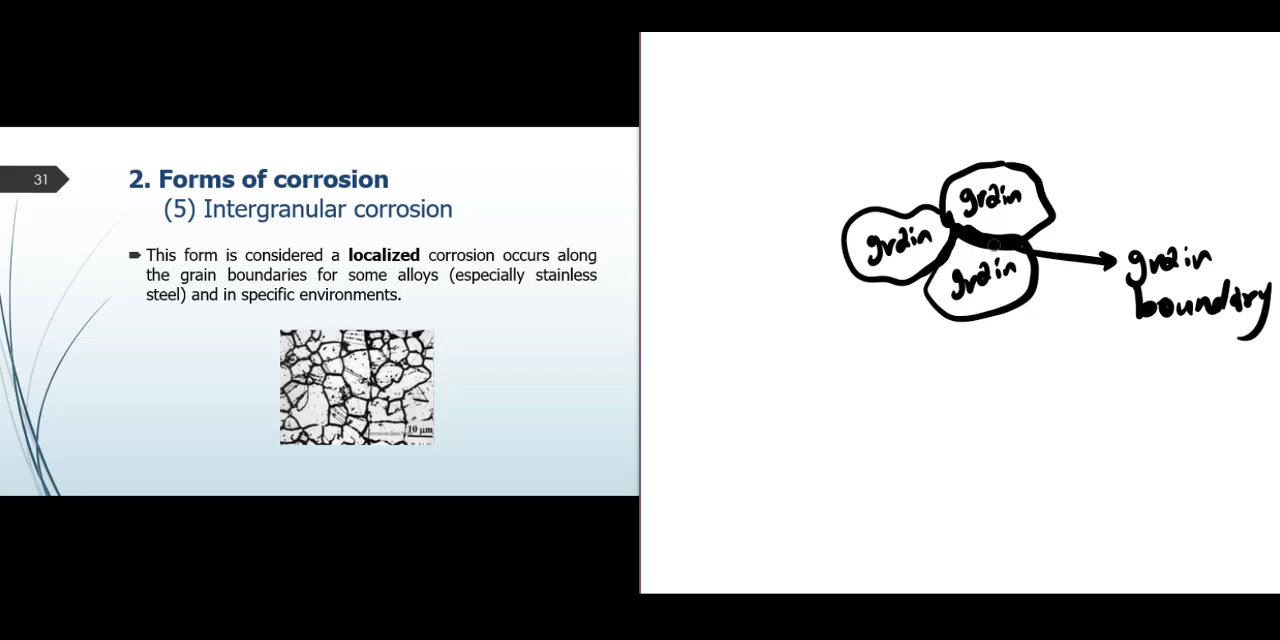 31
2. Forms of corrosion
(5) Intergranular corrosion
This form is considered a localized corrosion occurs along
the grain boundaries for some alloys (especially stainless
steel) and in specific environments.
10 µm
grain
grain
grain
grain
boundary